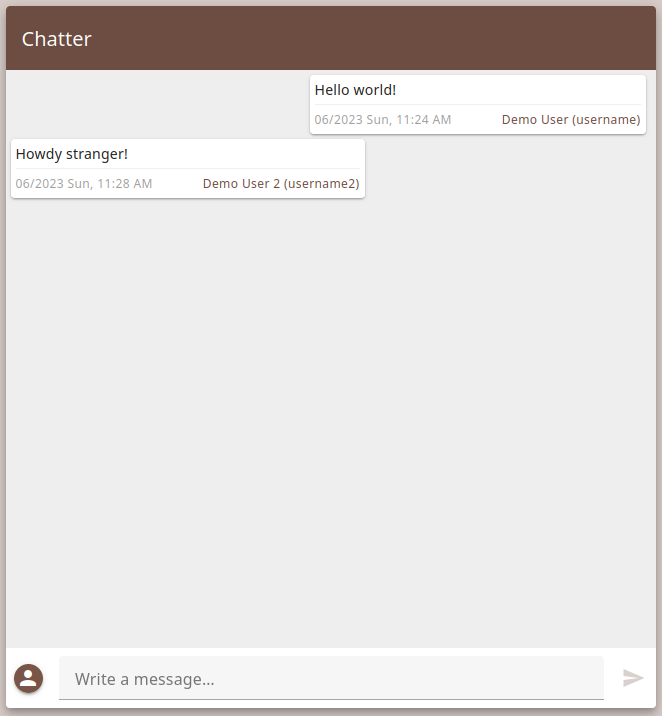 Chatter
Hello world!
06/2023 Sun, 11:24 AM Demo User (username)
Howdy stranger!
06/2023 Sun, 11:28 AM Demo User 2 (username2)
Write a message...